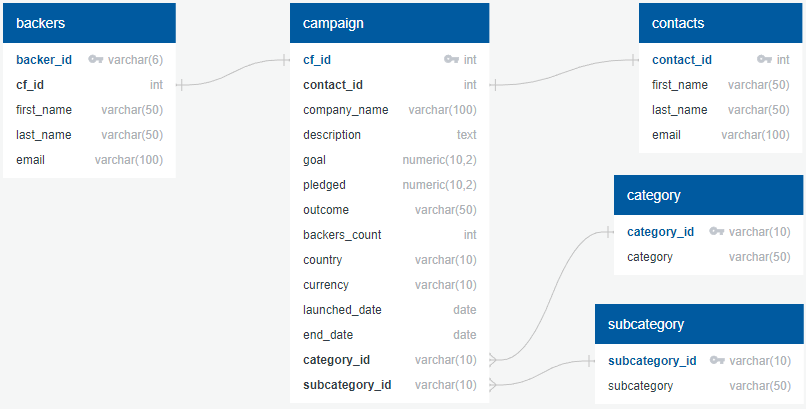 backers
backer_id varchar(6)
cf_id int
first_name varchar(50)
last_name varchar(50)
email varchar(100)
campaign
cf_id int
contact_id int
company_name varchar(100)
description text
goal numeric(10,2)
pledged numeric(10,2)
outcome varchar(50)
backers_count int
country varchar(10)
currency varchar(10)
launched_date date
end_date date
category_id varchar(10)
subcategory_id varchar(10)
contacts
contact_id int
first_name varchar(50)
last_name varchar(50)
email varchar(100)
category
category_id varchar(10)
category varchar(50)
subcategory
subcategory_id varchar(10)
subcategory varchar(50)